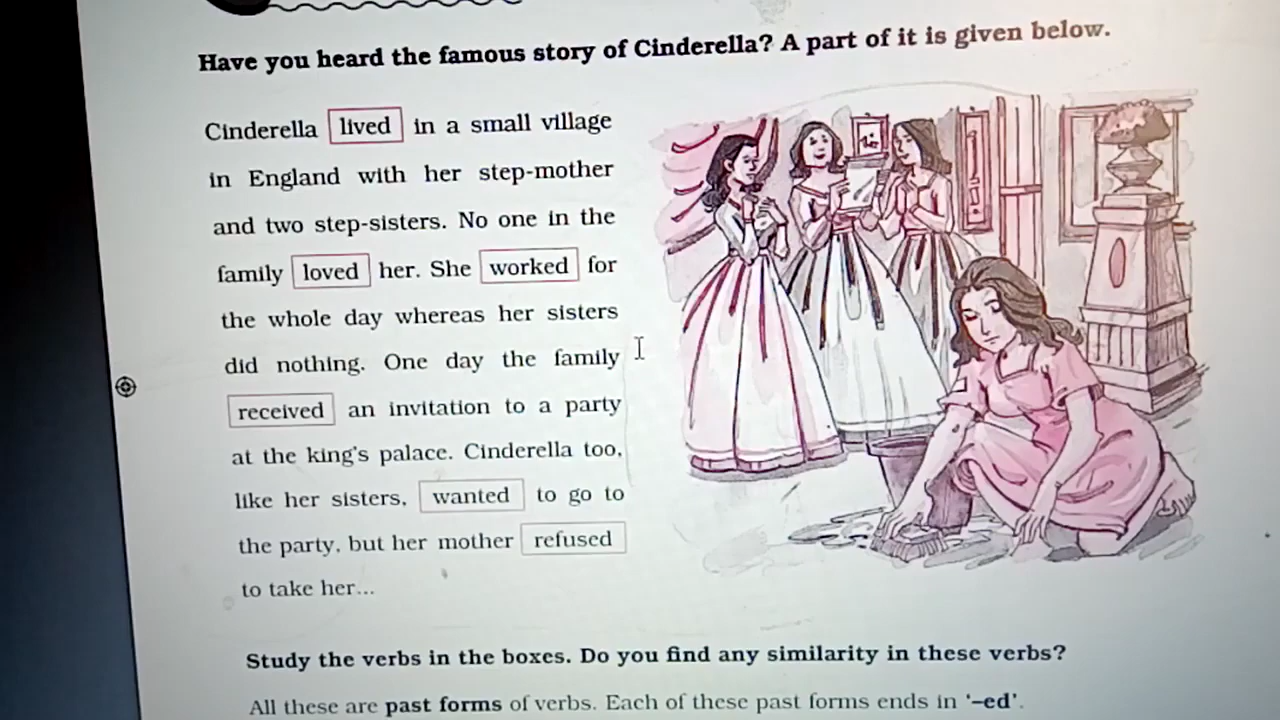 Have you heard the famous story of Cinderella? A part of it is given below.
Cinderella lived in a small village
in England with her step-mother
and two step-sisters. No one in the
family loved her. She worked for
the whole day whereas her sisters
did nothing. One day the family
received an invitation to a party
at the king's palace. Cinderella too,
like her sisters, wanted to go to
the party, but her mother refused
to take her...
Study the verbs in the boxes. Do you find any similarity in these verbs?
All these are past forms of verbs. Each of these past forms ends in '–ed'.